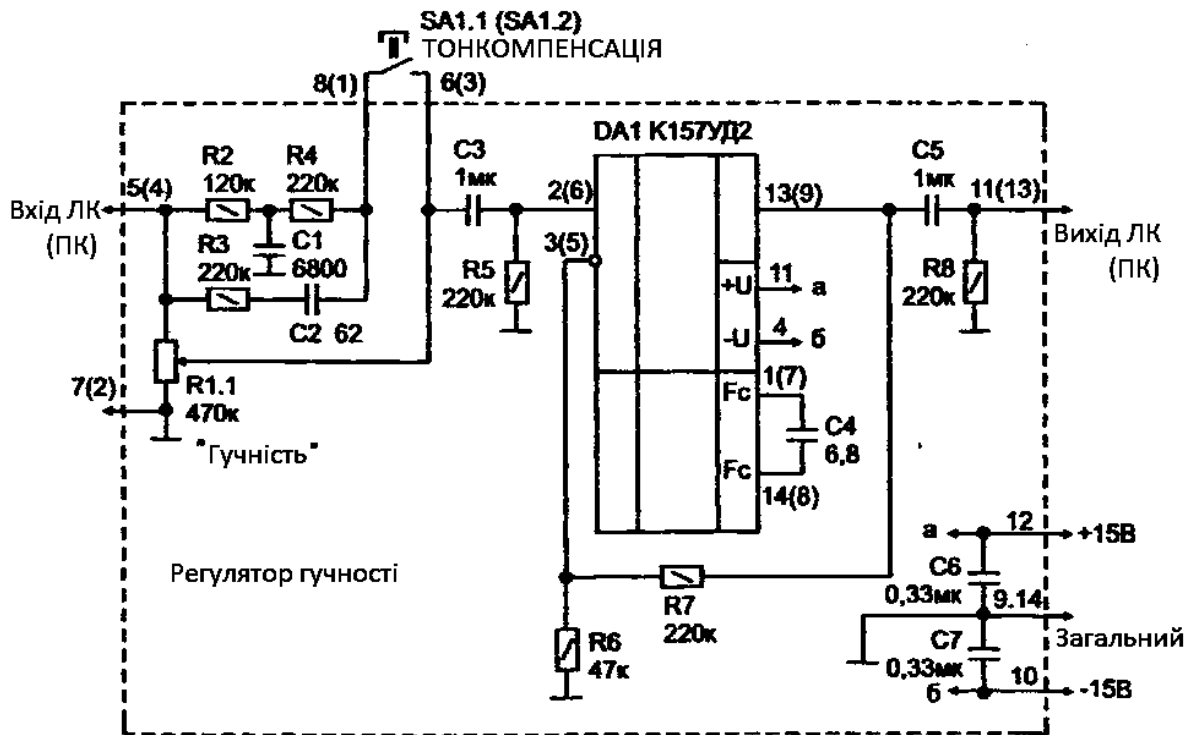 SA1.1 (SA1.2)
ТОНКОМПЕНСАЦІЯ
8(1)
6(3)
DA1 К157УД2
R2
120к
R4
220к
C3
1мк
C5
1мк
5(4)
2(6)
13(9)
11(13)
Вхід ЛК
(ПК)
Вихід ЛК
(ПК)
R3
220к
C1
6800
3(5)
R5
220к
R8
220к
+U
11
а
C2 62
-U
4
б
7(2)
R1.1
470к
1(7)
Fc
C4
6,8
"Гучність"
Fc
14(8)
а
12
+15В
Регулятор гучності
C6
0,33мк
9.14
R7
220к
Загальний
R6
47к
C7
0,33мк
б
10
-15В